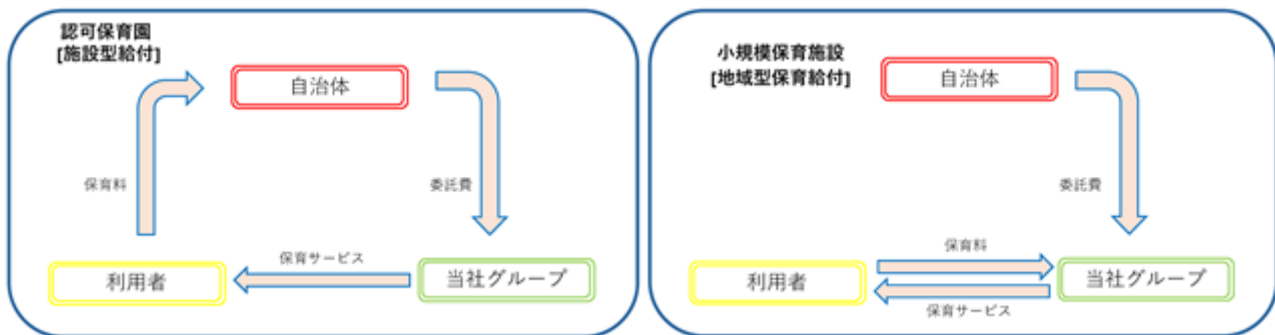 認可保育園
[施設型給付]
自治体
保育料
委託費
保育サービス
利用者
当社グループ
小規模保育施設
[地域型保育給付]
自治体
委託費
保育料
利用者
当社グループ
保育サービス